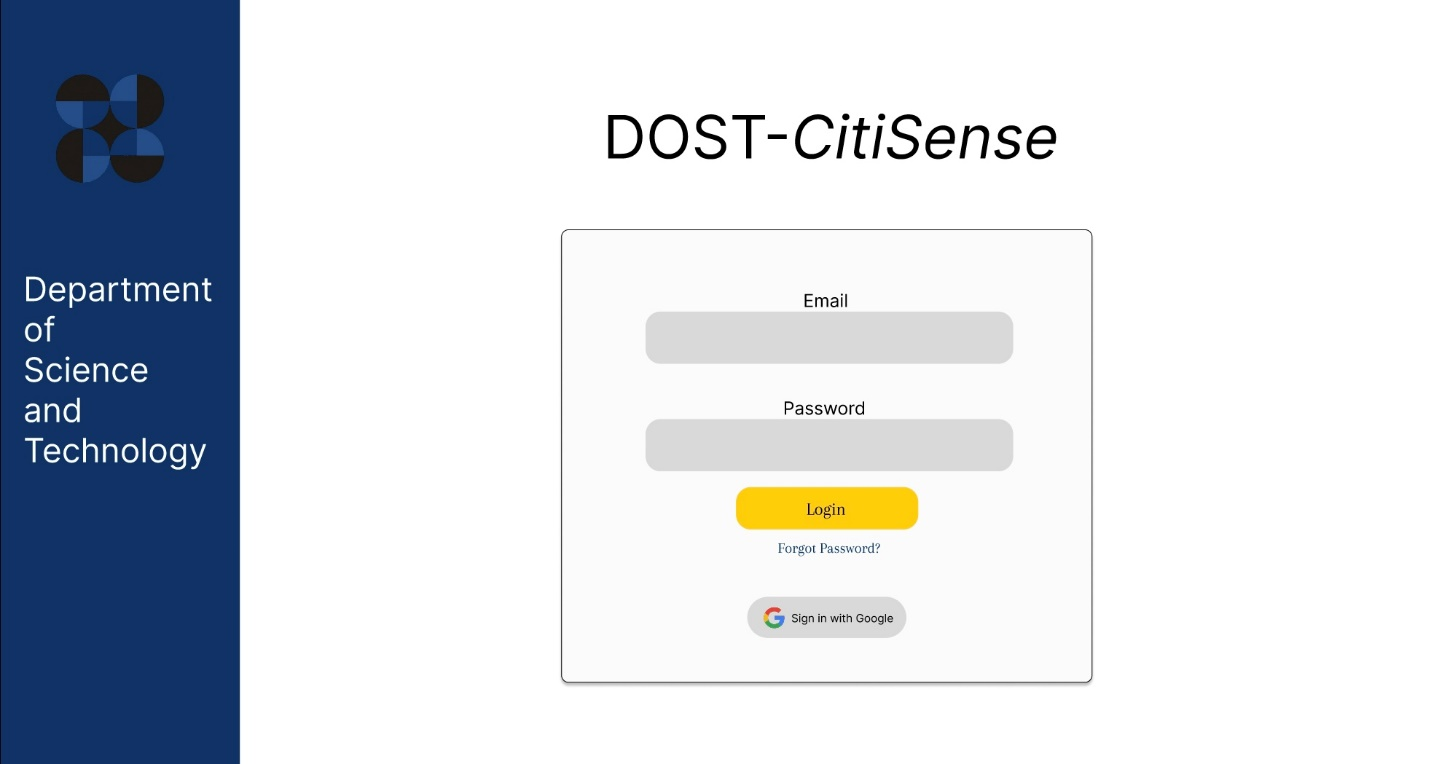 Department
of
Science
and
Technology
DOST-CitiSense
Email
Password
Login
Forgot Password?
Sign in with Google